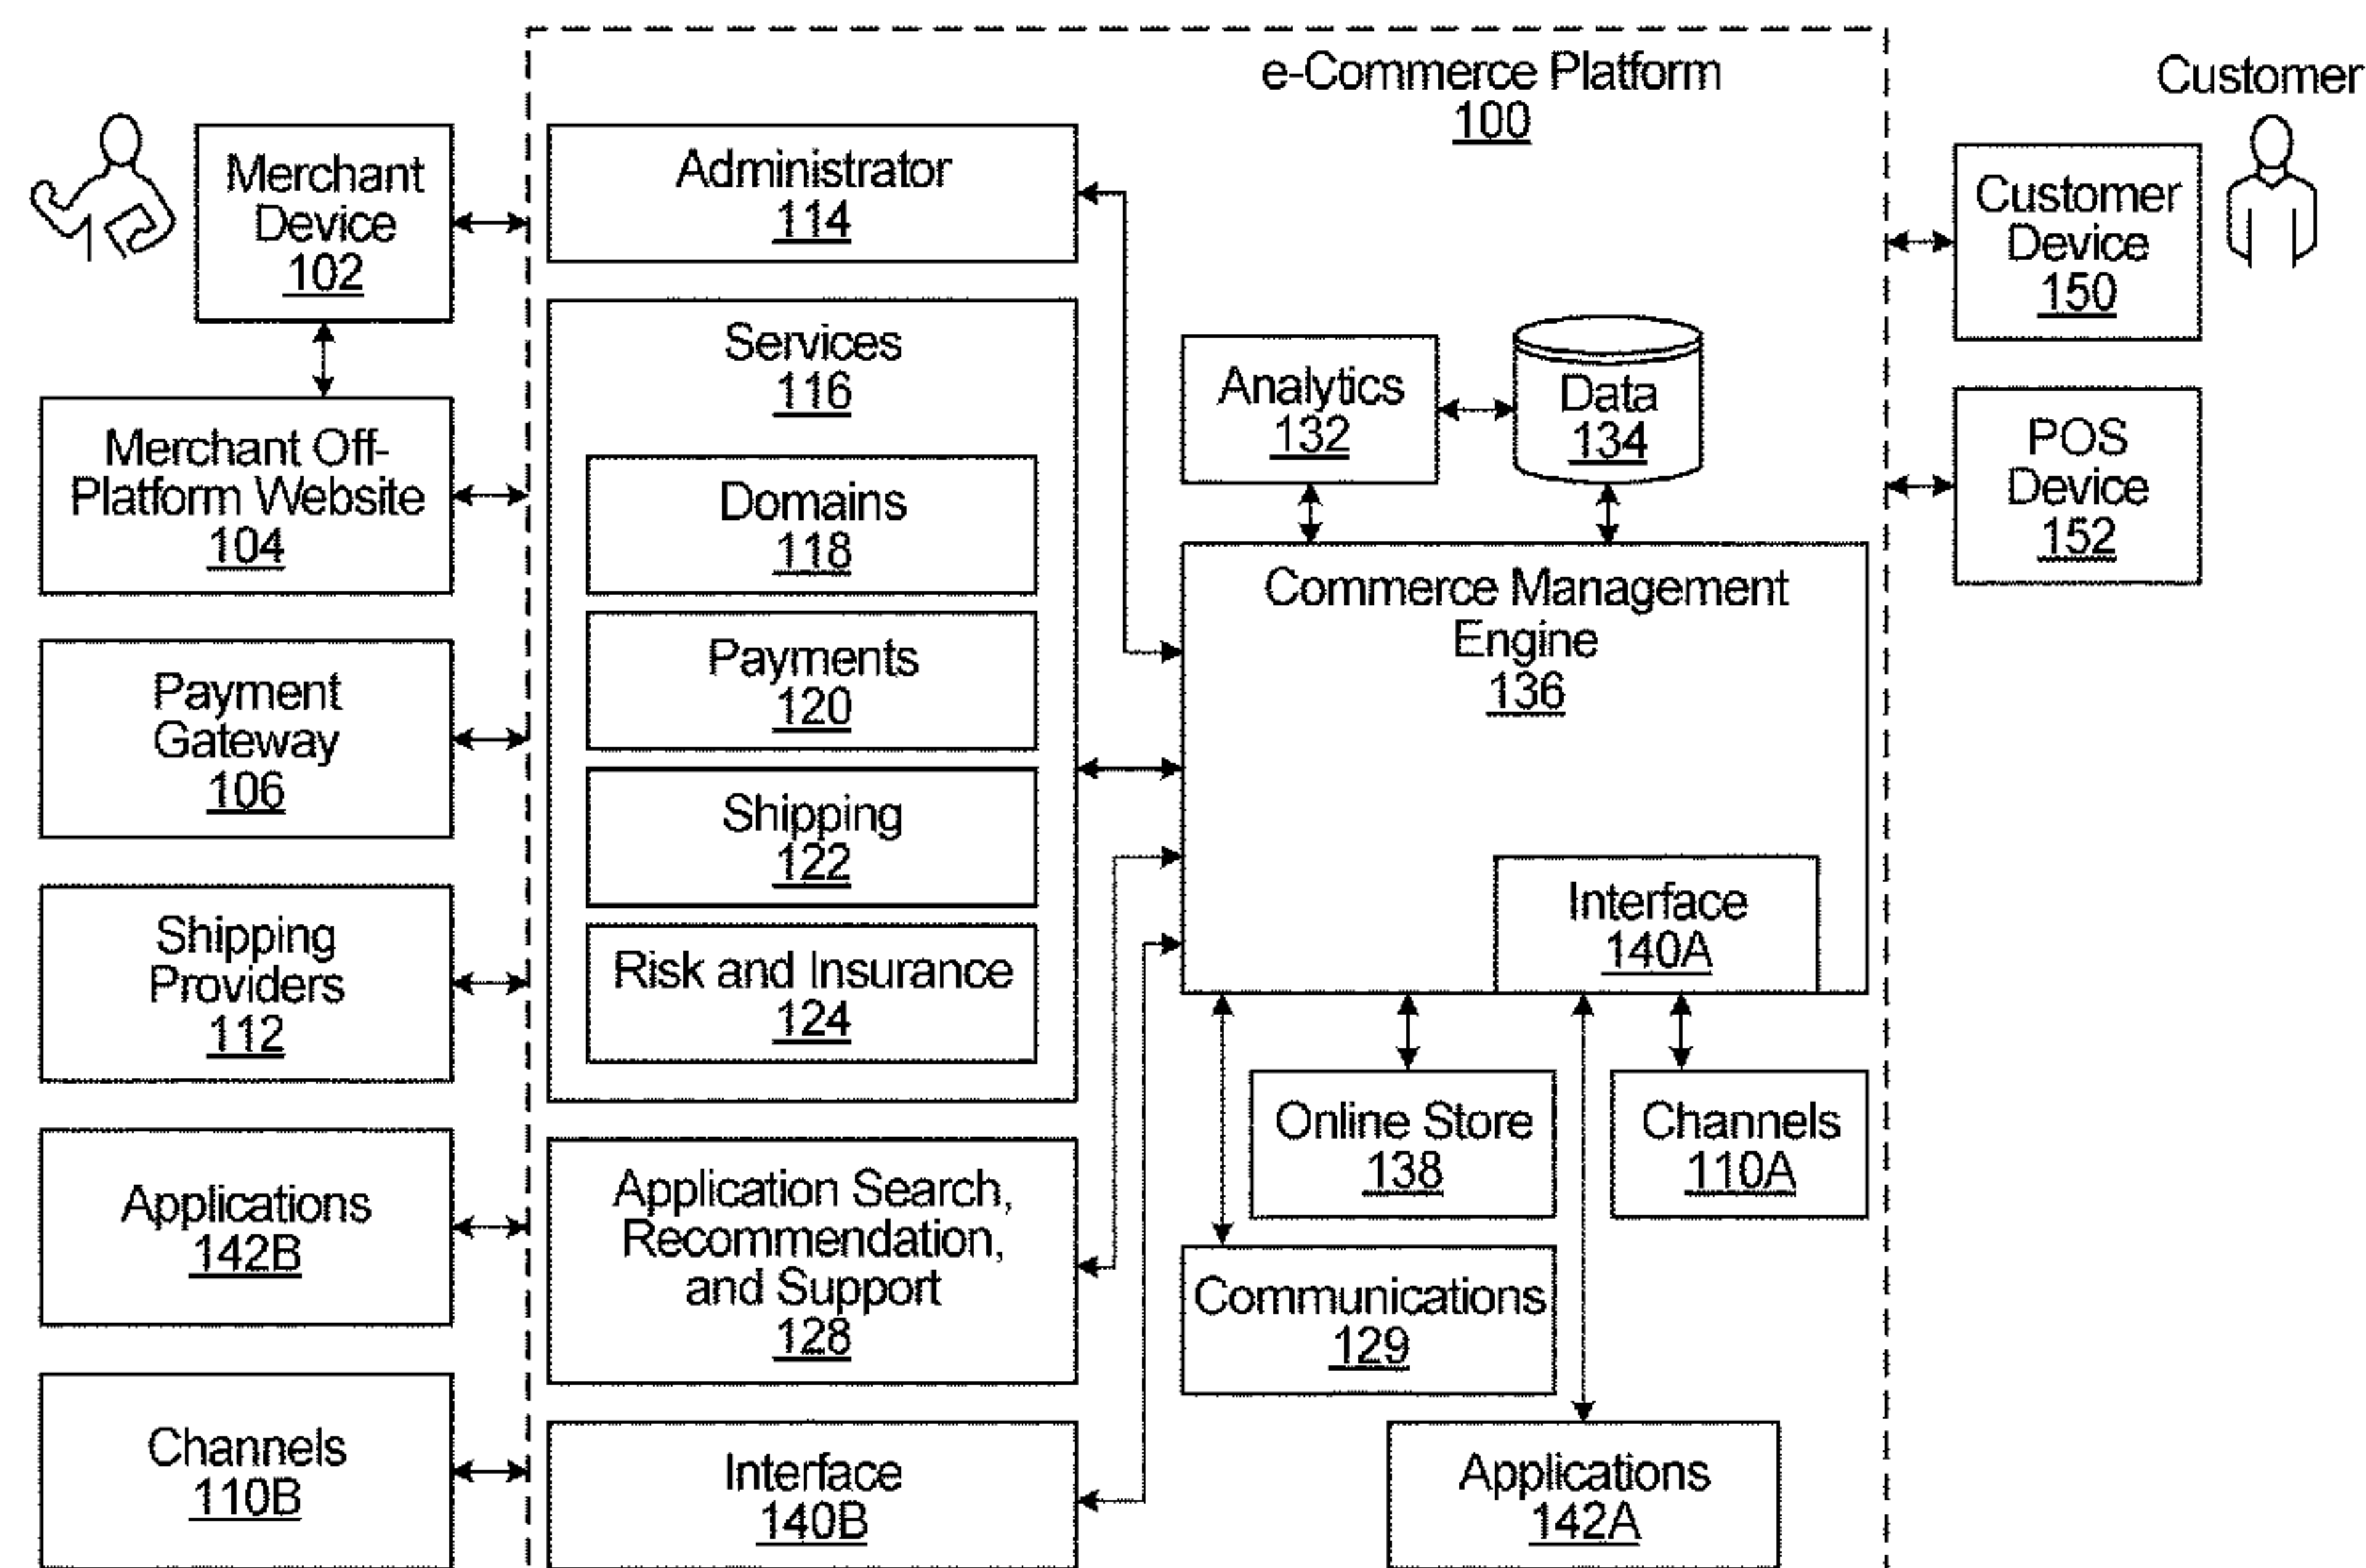 e-Commerce Platform
100
Customer
Merchant
Device
102
Administrator
114
Customer
Device
150
Services
116
Analytics
132
Data
134
Merchant Off-
Platform Website
104
Domains
118
POS
Device
152
Commerce Management
Engine
136
Payment
Gateway
106
Payments
120
Shipping
122
Interface
140A
Shipping
Providers
112
Risk and Insurance
124
Online Store
138
Channels
110A
Applications
142B
Application Search,
Recommendation,
and Support
128
Communications
129
Channels
110B
Interface
140B
Applications
142A